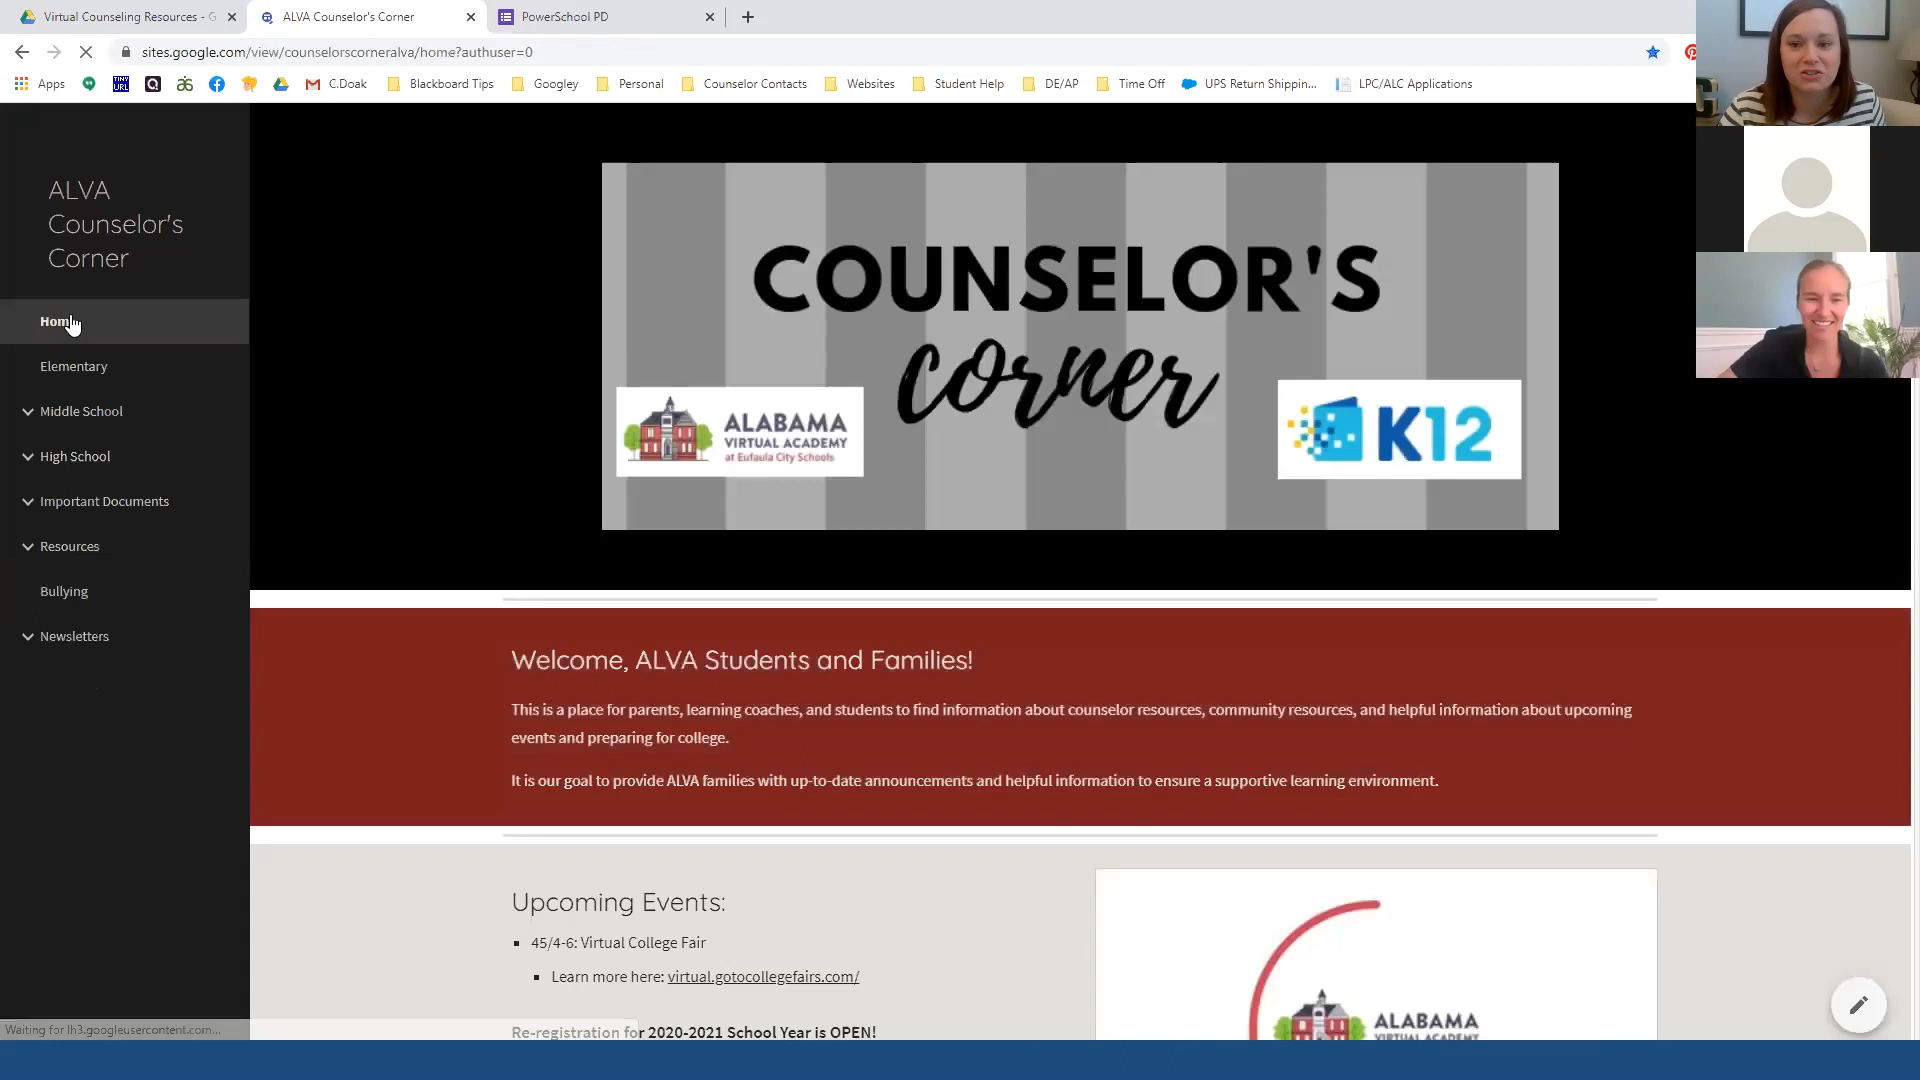 Virtual Counseling Resources - G
ALVA Counselor's Corner
PowerSchool PD
sites.google.com/view/counselorscorneralva/home?authuser=0
Apps
TINY URL
C.Doak
Blackboard Tips
Googley
Personal
Counselor Contacts
Websites
Student Help
DE/AP
Time Off
UPS Return Shippin...
LPC/ALC Applications
ALVA
Counselor's
Corner
Home
Elementary
Middle School
High School
Important Documents
Resources
Bullying
Newsletters
COUNSELOR'S
corner
ALABAMA
VIRTUAL ACADEMY
at Eufaula City Schools
K12
Welcome, ALVA Students and Families!
This is a place for parents, learning coaches, and students to find information about counselor resources, community resources, and helpful information about upcoming
events and preparing for college.
It is our goal to provide ALVA families with up-to-date announcements and helpful information to ensure a supportive learning environment.
Upcoming Events:
45/4-6: Virtual College Fair
Learn more here: virtual.gotocollegefairs.com/
Re-registration for 2020-2021 School Year is OPEN!
ALABAMA
VIRTUAL ACADEMY
Waiting for lh3.googleusercontent.com...